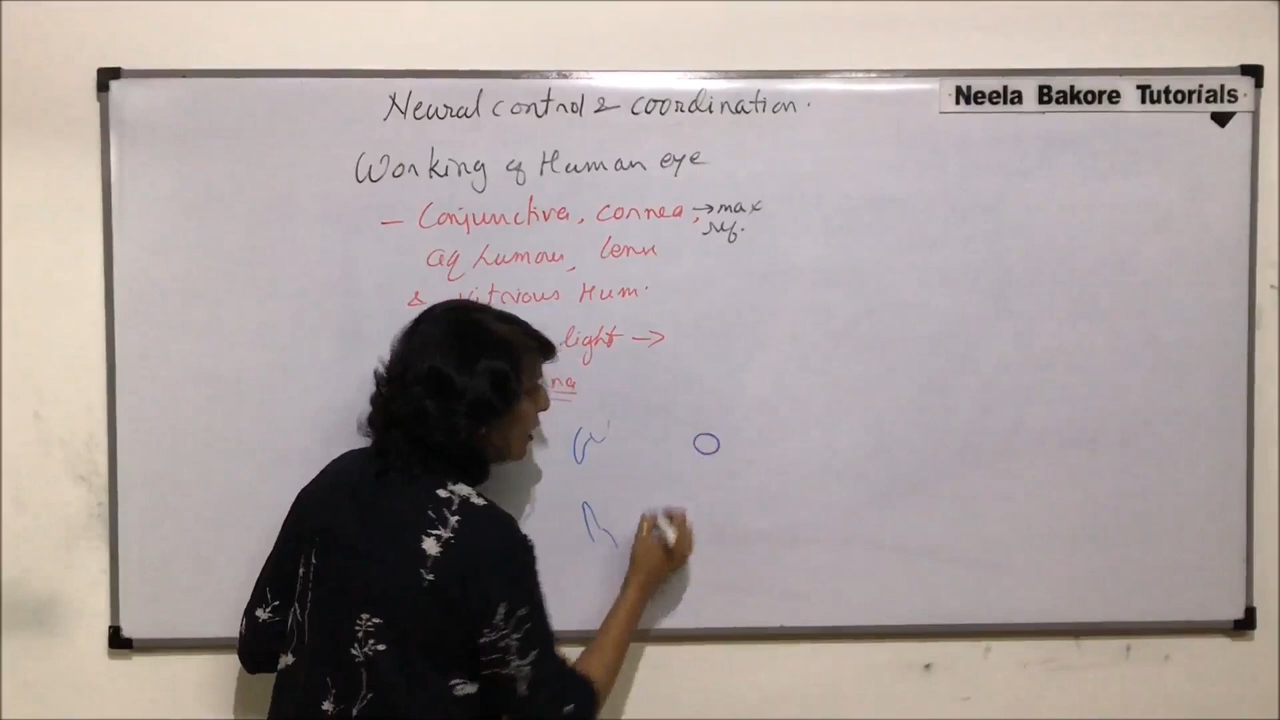 Neela Bakore Tutorials
Neural control & coordination.
Working of Human eye
- Conjunctiva, cornea, → max
ref.
aq humour, lens
& vitrious Hum.
light →
na